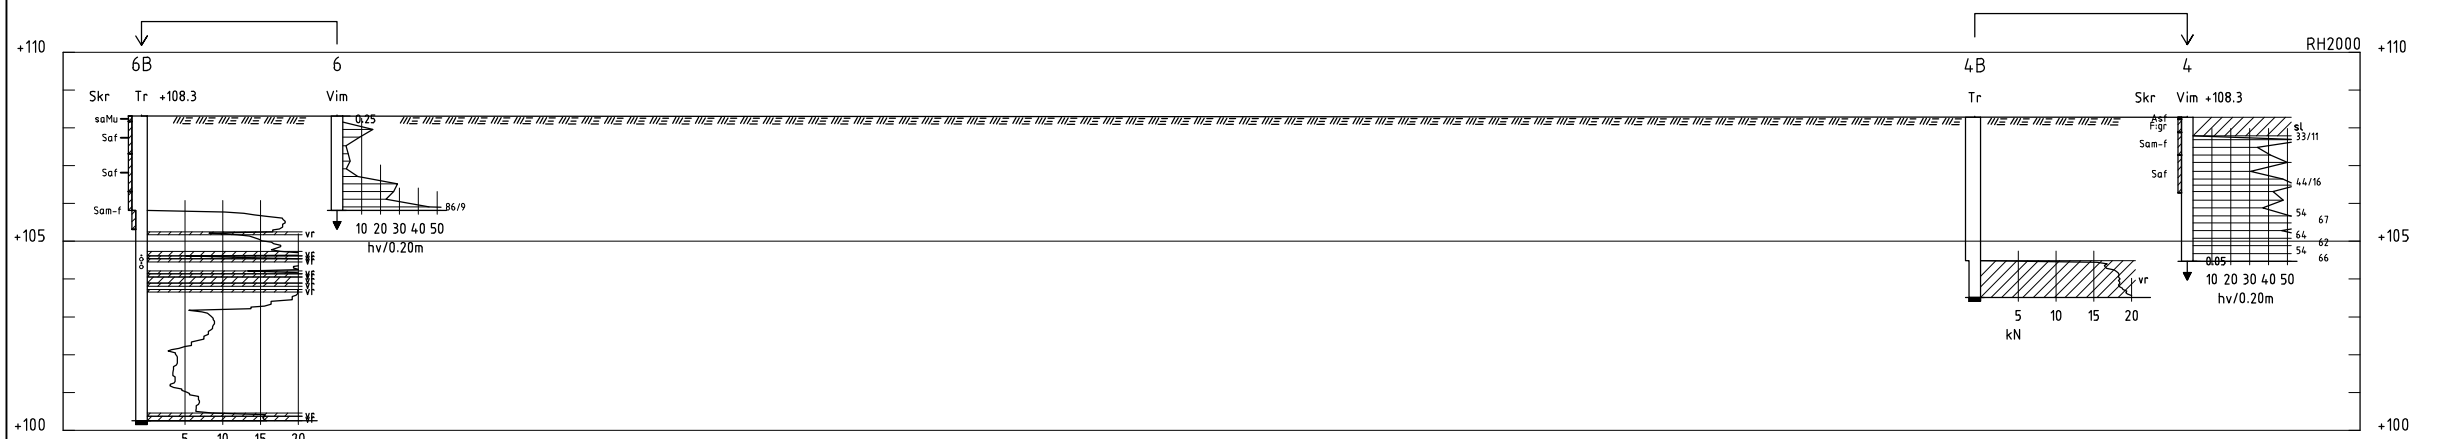 RH2000
+110
+110
6B
6
4B
4
Skr Tr +108.3
Vim
Tr
Skr Vim +108.3
saMu
0.25
Asf
F:gr
sl
33/11
Saf
Sam-f
Saf
Saf
44/16
Sam-f
86/9
54
67
10 20 30 40 50
vr
64
+105
+105
hv/0.20m
62
54
66
0.05
vr
10 20 30 40 50
vr
hv/0.20m
5 10 15 20
kN
vr
+100
+100
5 10 15 20